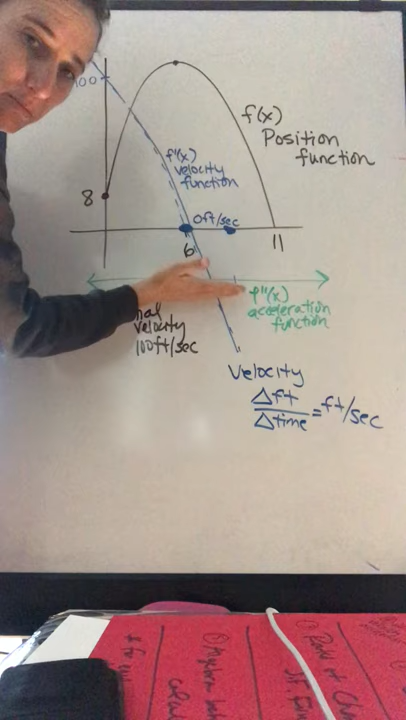 100
f(x)
Position
function
f'(x)
velocity
function
8
0ft/sec
6
11
f''(x)
acceleration
function
velocity
100ft/sec
Velocity
Δft
Δtime
=ft/sec